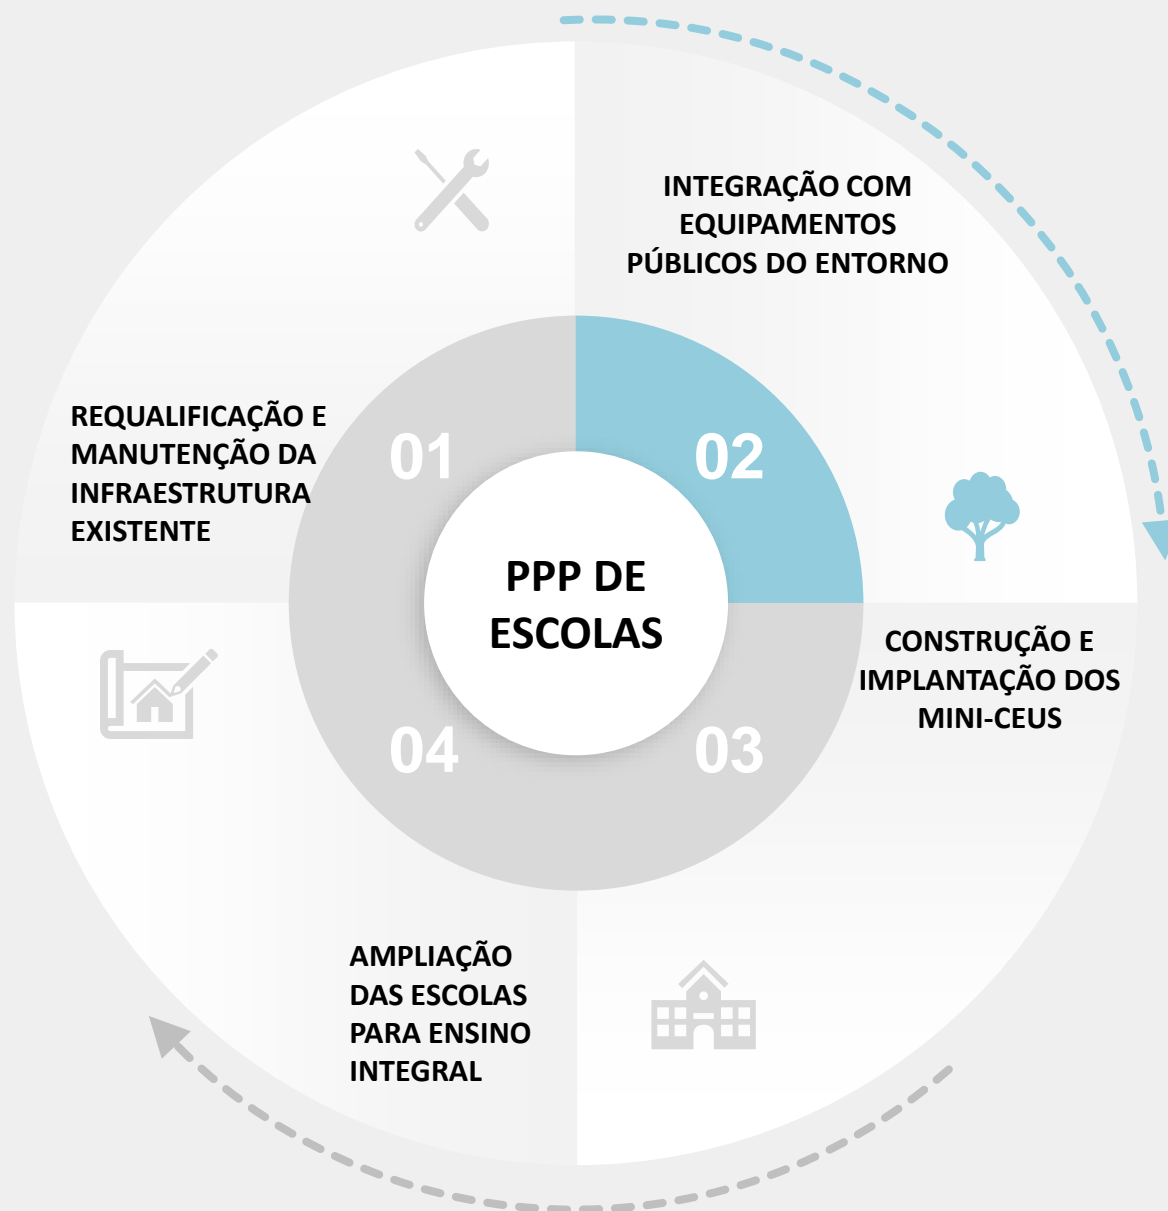 INTEGRAÇÃO COM
EQUIPAMENTOS
PÚBLICOS DO ENTORNO
REQUALIFICAÇÃO E
MANUTENÇÃO DA
INFRAESTRUTURA
EXISTENTE
01
02
PPP DE
ESCOLAS
CONSTRUÇÃO E
IMPLANTAÇÃO DOS
MINI-CEUS
04
03
AMPLIAÇÃO
DAS ESCOLAS
PARA ENSINO
INTEGRAL